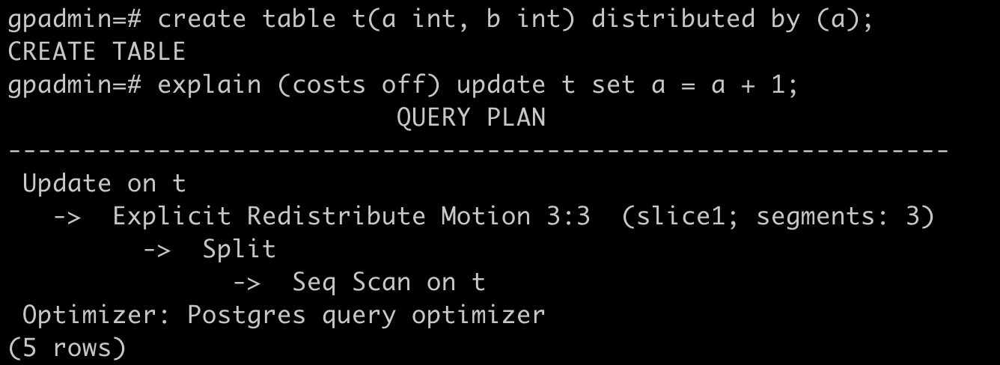 gpadmin=# create table t(a int, b int) distributed by (a);
CREATE TABLE
gpadmin=# explain (costs off) update t set a = a + 1;
                          QUERY PLAN
---------------------------------------------------------------
 Update on t
   ->  Explicit Redistribute Motion 3:3  (slice1; segments: 3)
         ->  Split
               ->  Seq Scan on t
 Optimizer: Postgres query optimizer
(5 rows)